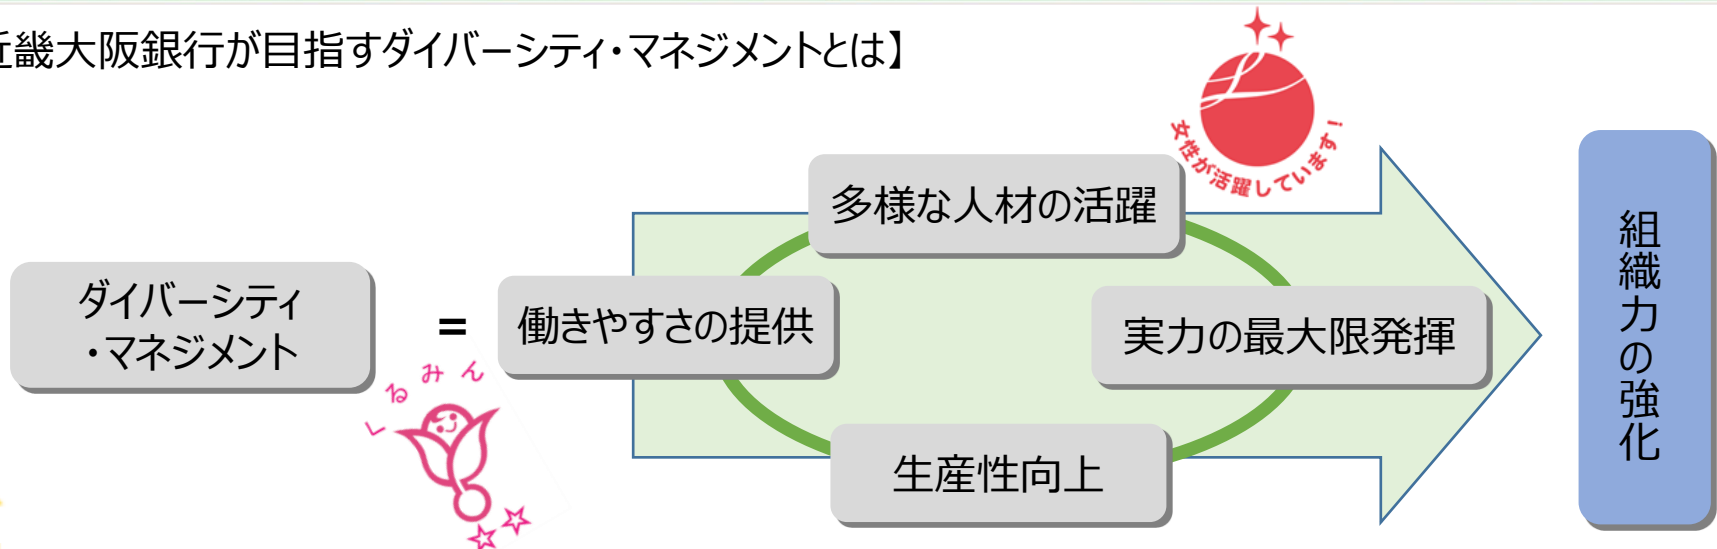 近畿大阪銀行が目指すダイバーシティ・マネジメントとは】
女性が活躍しています！
多様な人材の活躍
ダイバーシティ
・マネジメント
=
働きやすさの提供
実力の最大限発揮
組織力の強化
くるみん
生産性向上